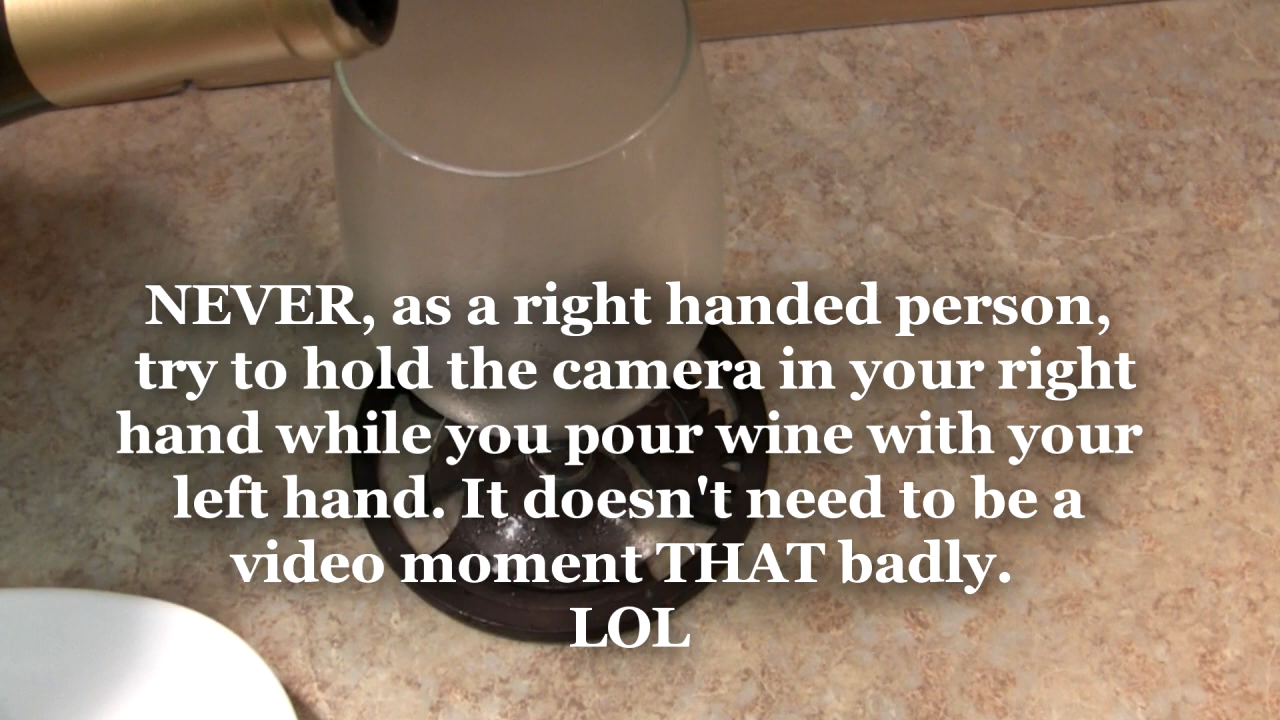 NEVER, as a right handed person,
try to hold the camera in your right
hand while you pour wine with your
left hand. It doesn't need to be a
video moment THAT badly.
LOL